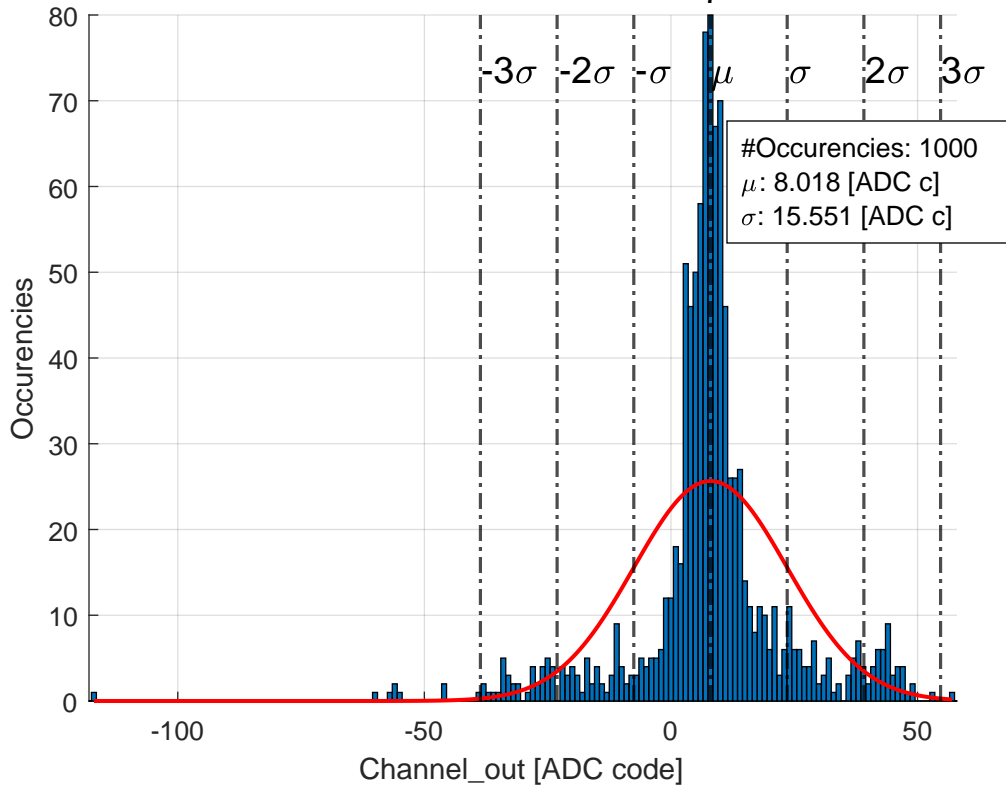 80
70
60
50
40
30
20
10
0
-3σ -2σ -σ μ σ 2σ 3σ
#Occurencies: 1000
μ: 8.018 [ADC c]
σ: 15.551 [ADC c]
Occurencies
-100 -50 0 50
Channel_out [ADC code]